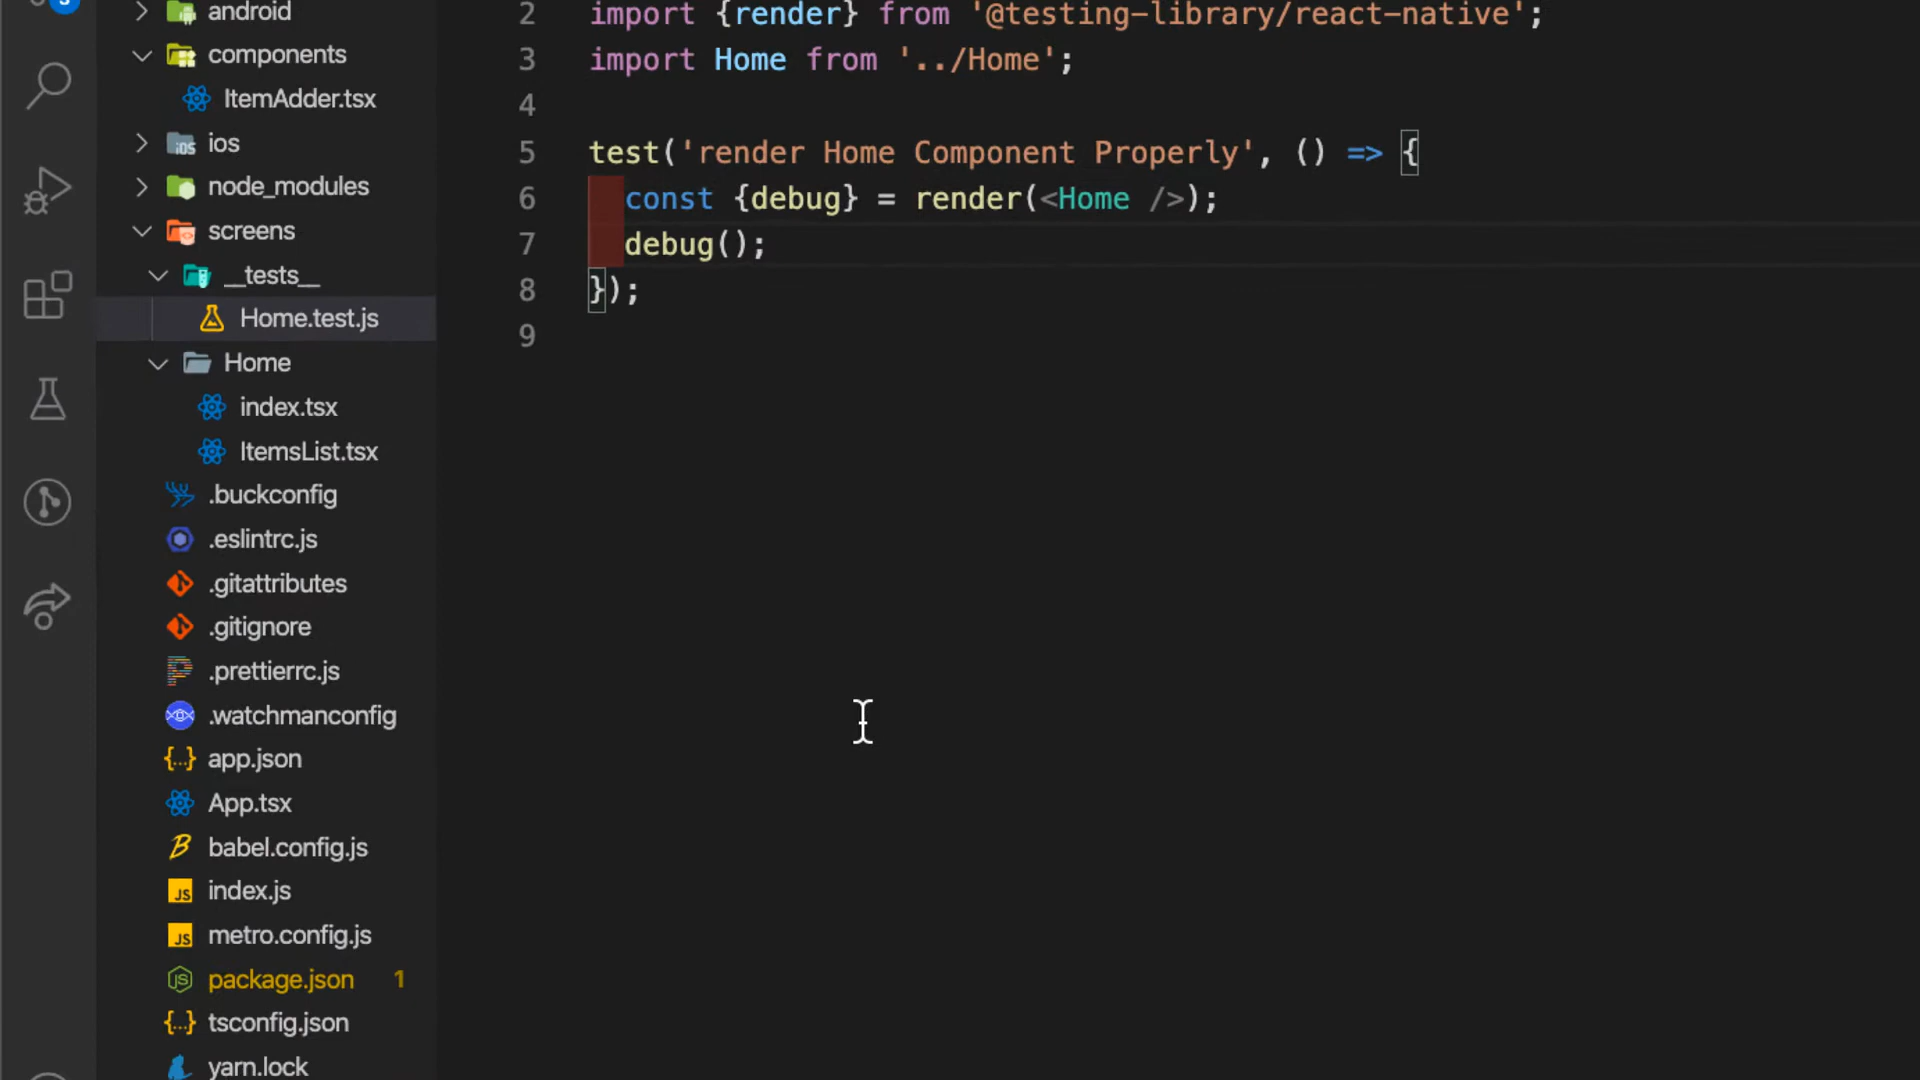 android
components
ItemAdder.tsx
ios
node_modules
screens
__tests__
Home.test.js
Home
index.tsx
ItemsList.tsx
.buckconfig
.eslintrc.js
.gitattributes
.gitignore
.prettierrc.js
.watchmanconfig
app.json
App.tsx
babel.config.js
index.js
metro.config.js
package.json 1
tsconfig.json
yarn.lock
2 import {render} from '@testing-library/react-native';
3 import Home from '../Home';
4
5 test('render Home Component Properly', () => {
6 const {debug} = render(<Home />);
7 debug();
8 });
9